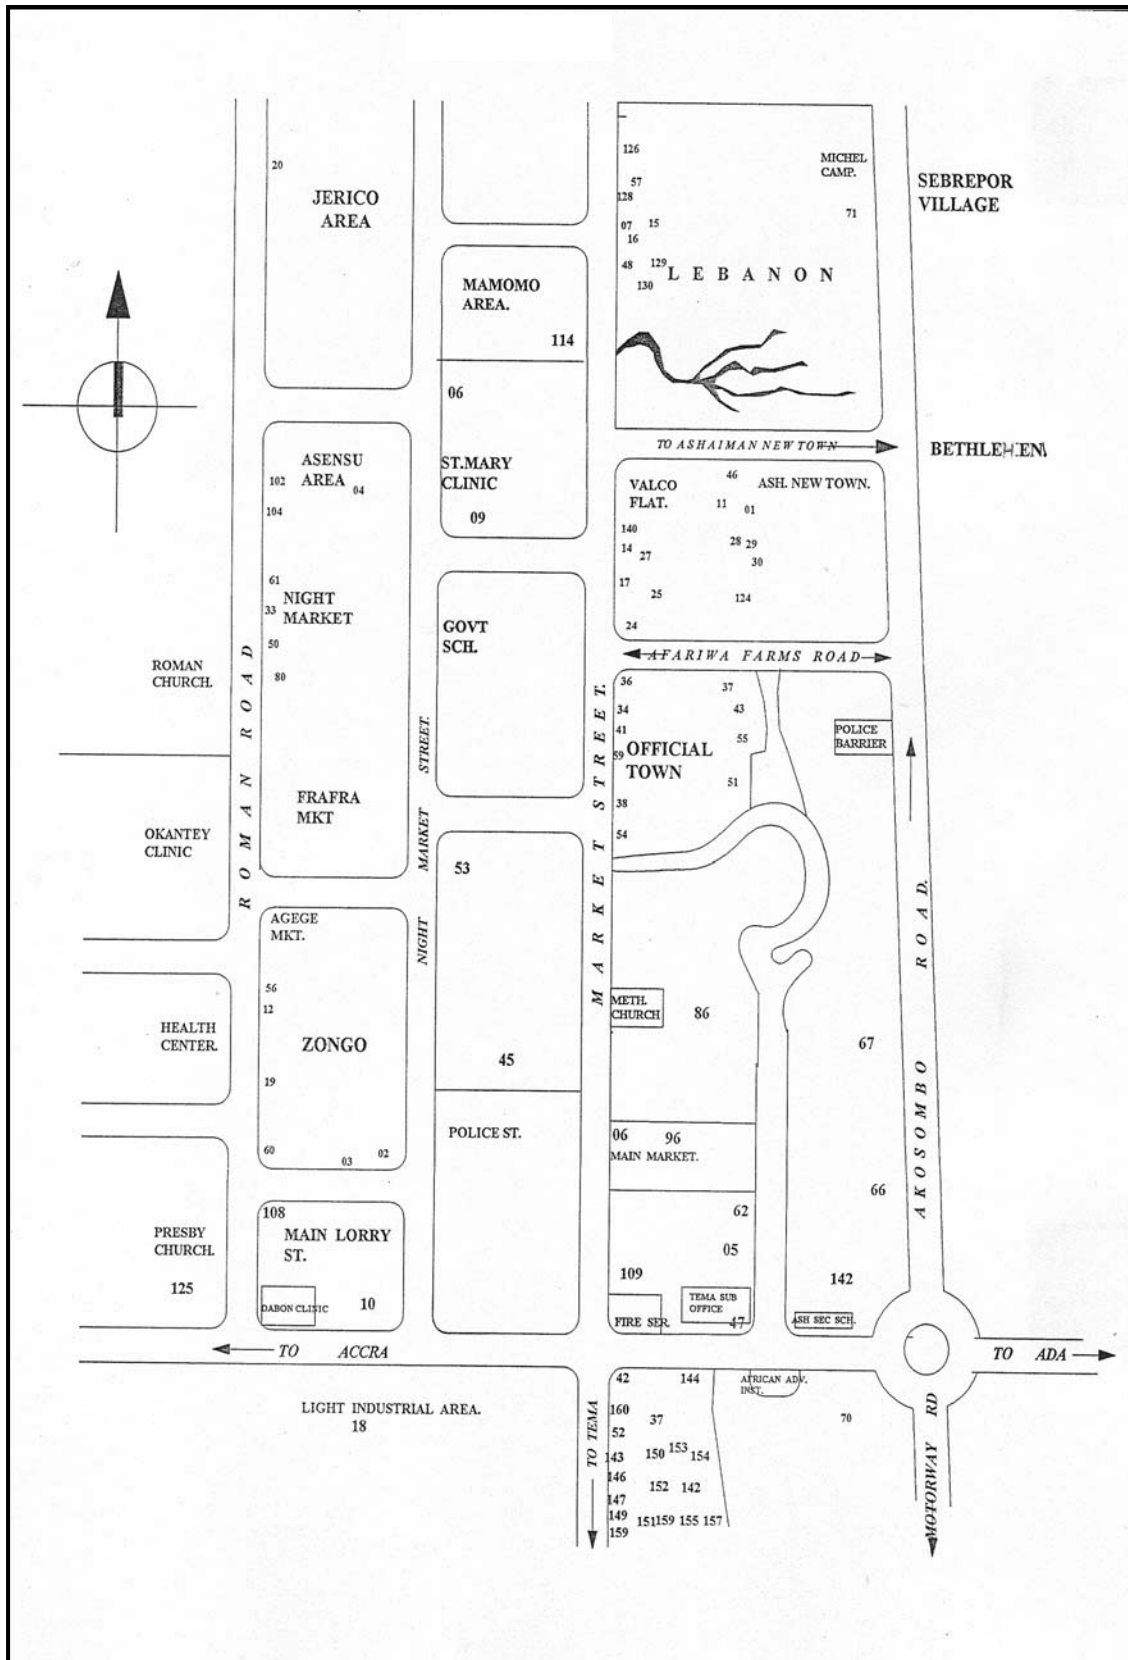 20
JERICO
AREA
126
57
128
07
15
16
48
129
130
MICHEL
CAMP.
71
L E B A N O N
SEBREPOR
VILLAGE
MAMOMO
AREA.
114
06
ST.MARY
CLINIC
09
TO ASHAIMAN NEW TOWN
ASENSU
AREA
102
04
104
61
33
NIGHT
MARKET
50
80
FRAFRA
MKT
VALCO
FLAT.
46
ASH. NEW TOWN.
11
01
140
14
27
28
29
30
17
25
124
24
GOVT
SCH.
AFARIWA FARMS ROAD
ROMAN
CHURCH.
ROMAN ROAD
OKANTEY
CLINIC
NIGHT MARKET STREET.
MARKET STREET.
36
37
34
43
41
55
59
OFFICIAL
TOWN
51
38
54
POLICE
BARRIER
AKOSOMBO ROAD.
53
45
POLICE ST.
AGEGE
MKT.
56
12
ZONGO
19
60
03
02
HEALTH
CENTER.
METH.
CHURCH
86
67
06
96
MAIN MARKET.
66
62
05
109
TEMA SUB
OFFICE
47
FIRE SER.
142
ASH SEC SCH.
PRESBY
CHURCH.
125
108
MAIN LORRY
ST.
DABON CLINIC
10
TO ACCRA
TO ADA
LIGHT INDUSTRIAL AREA.
18
TO TEMA
42
144
AFRICAN ADV.
INST.
160
37
70
52
143
150
153
154
146
152
142
147
149
151
159
155
157
159
MOTORWAY RD